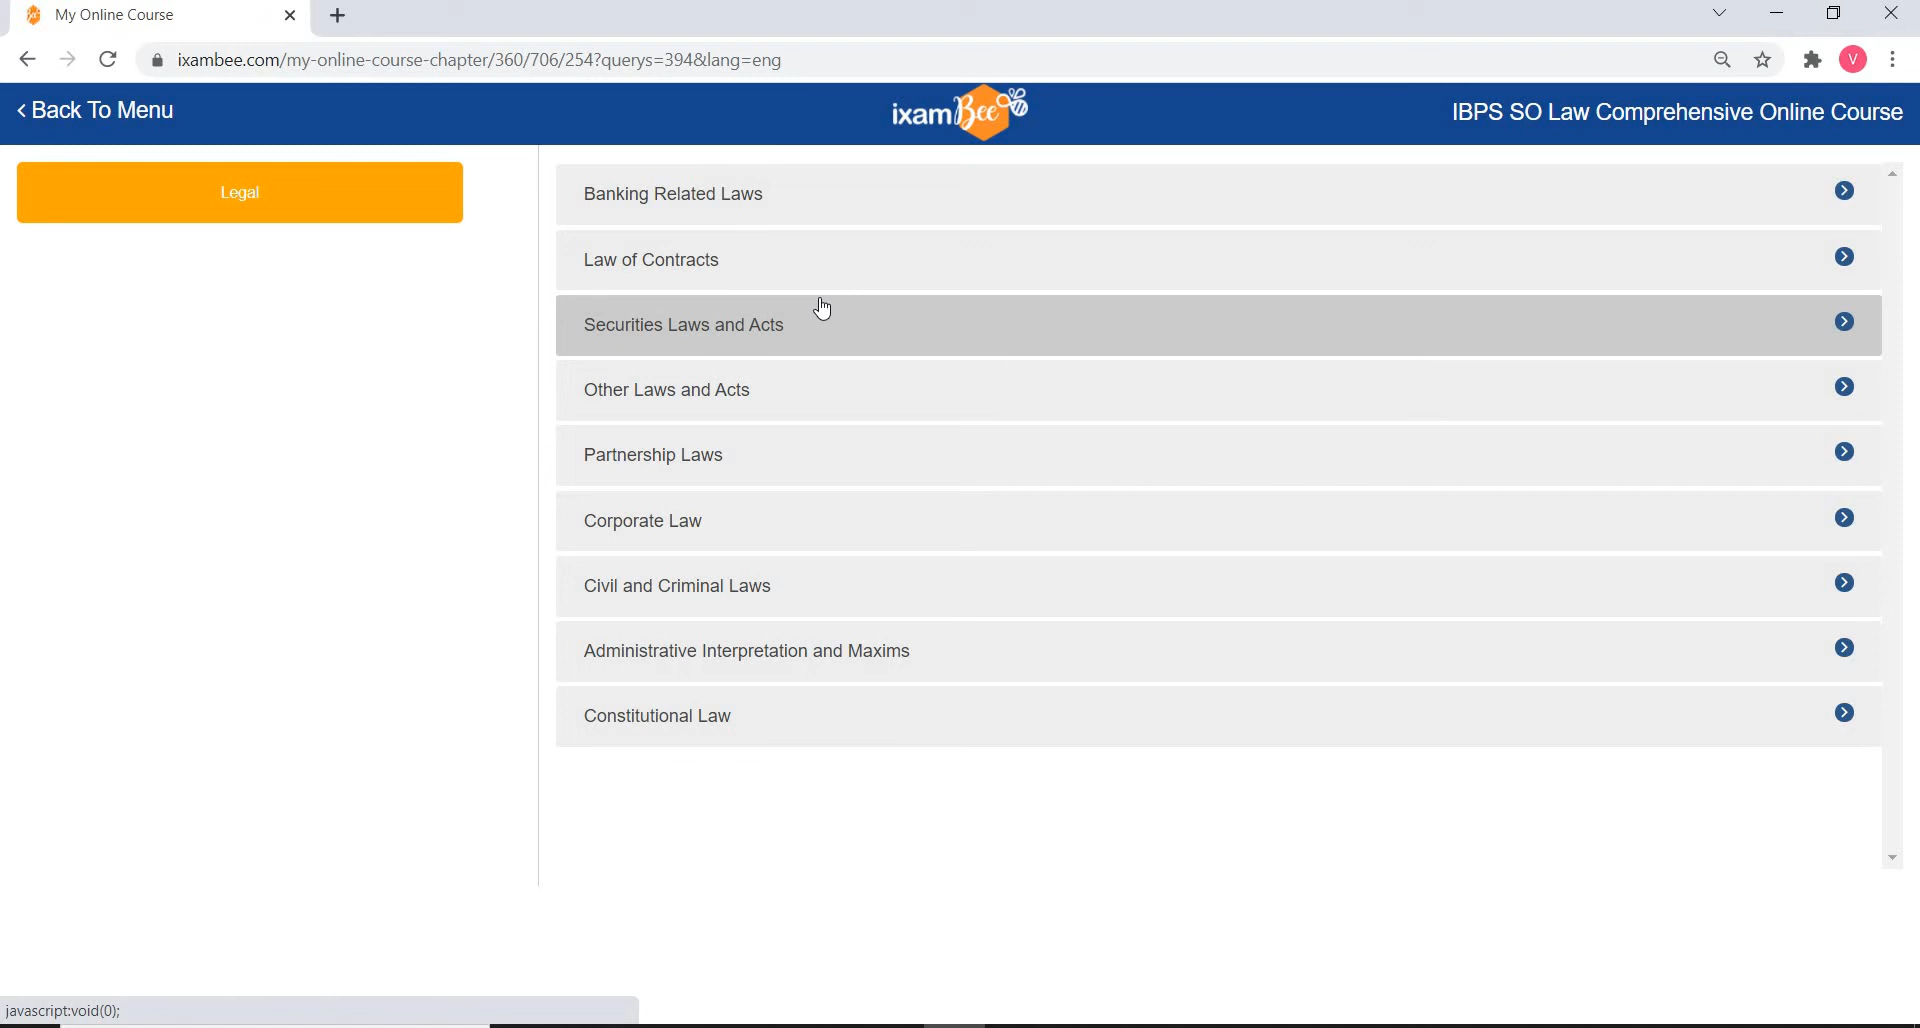 My Online Course
ixambee.com/my-online-course-chapter/360/706/254?querys=394&lang=eng
V
Back To Menu
ixamBee
IBPS SO Law Comprehensive Online Course
Legal
Banking Related Laws
Law of Contracts
Securities Laws and Acts
Other Laws and Acts
Partnership Laws
Corporate Law
Civil and Criminal Laws
Administrative Interpretation and Maxims
Constitutional Law
javascript:void(0);